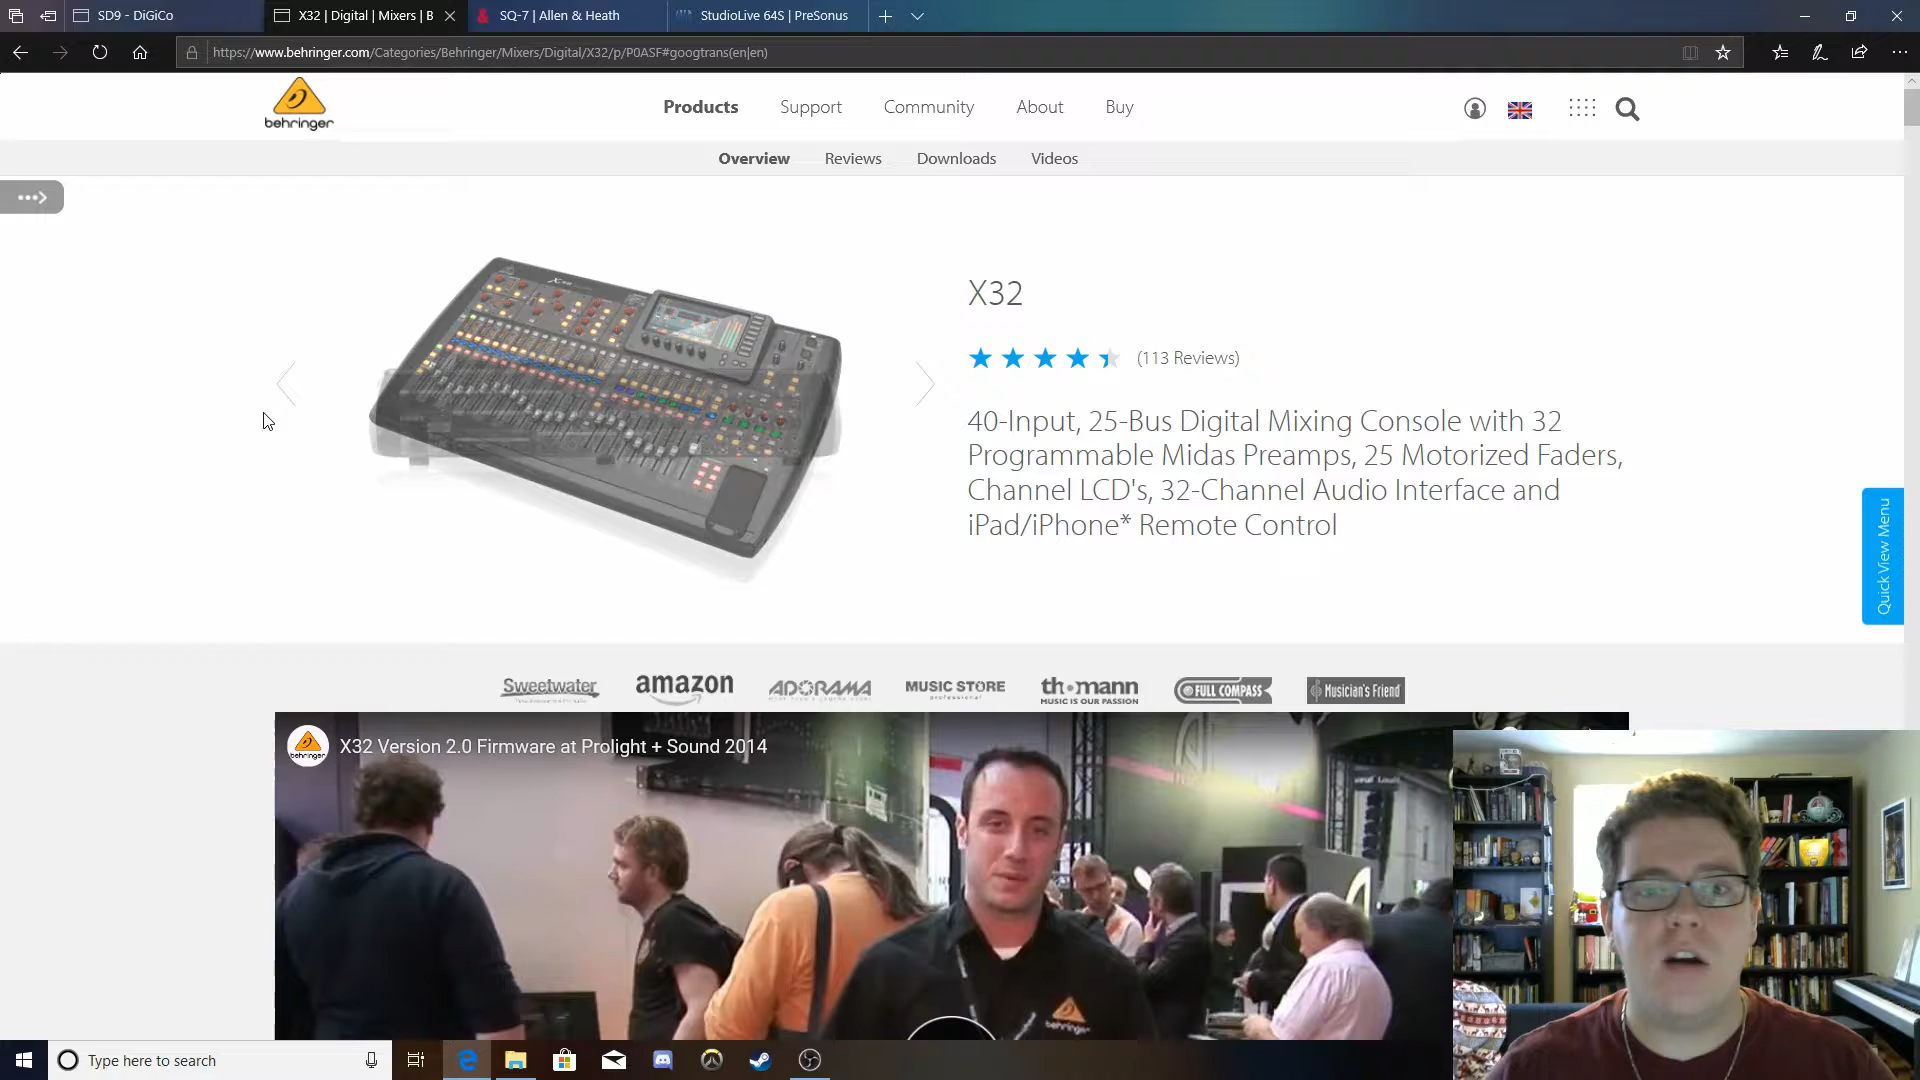 SD9 - DiGiCo
X32 | Digital | Mixers | B
SQ-7 | Allen & Heath
StudioLive 64S | PreSonus
https://www.behringer.com/Categories/Behringer/Mixers/Digital/X32/p/P0ASF#googtrans(en|en)
behringer
Products
Support
Community
About
Buy
Overview
Reviews
Downloads
Videos
X32
(113 Reviews)
40-Input, 25-Bus Digital Mixing Console with 32
Programmable Midas Preamps, 25 Motorized Faders,
Channel LCD's, 32-Channel Audio Interface and
iPad/iPhone* Remote Control
Quick View Menu
Sweetwater
amazon
ADORAMA
MUSIC STORE
professional
th•mann
MUSIC IS OUR PASSION
FULL COMPASS
Musician's Friend
X32 Version 2.0 Firmware at Prolight + Sound 2014
behringer
Type here to search